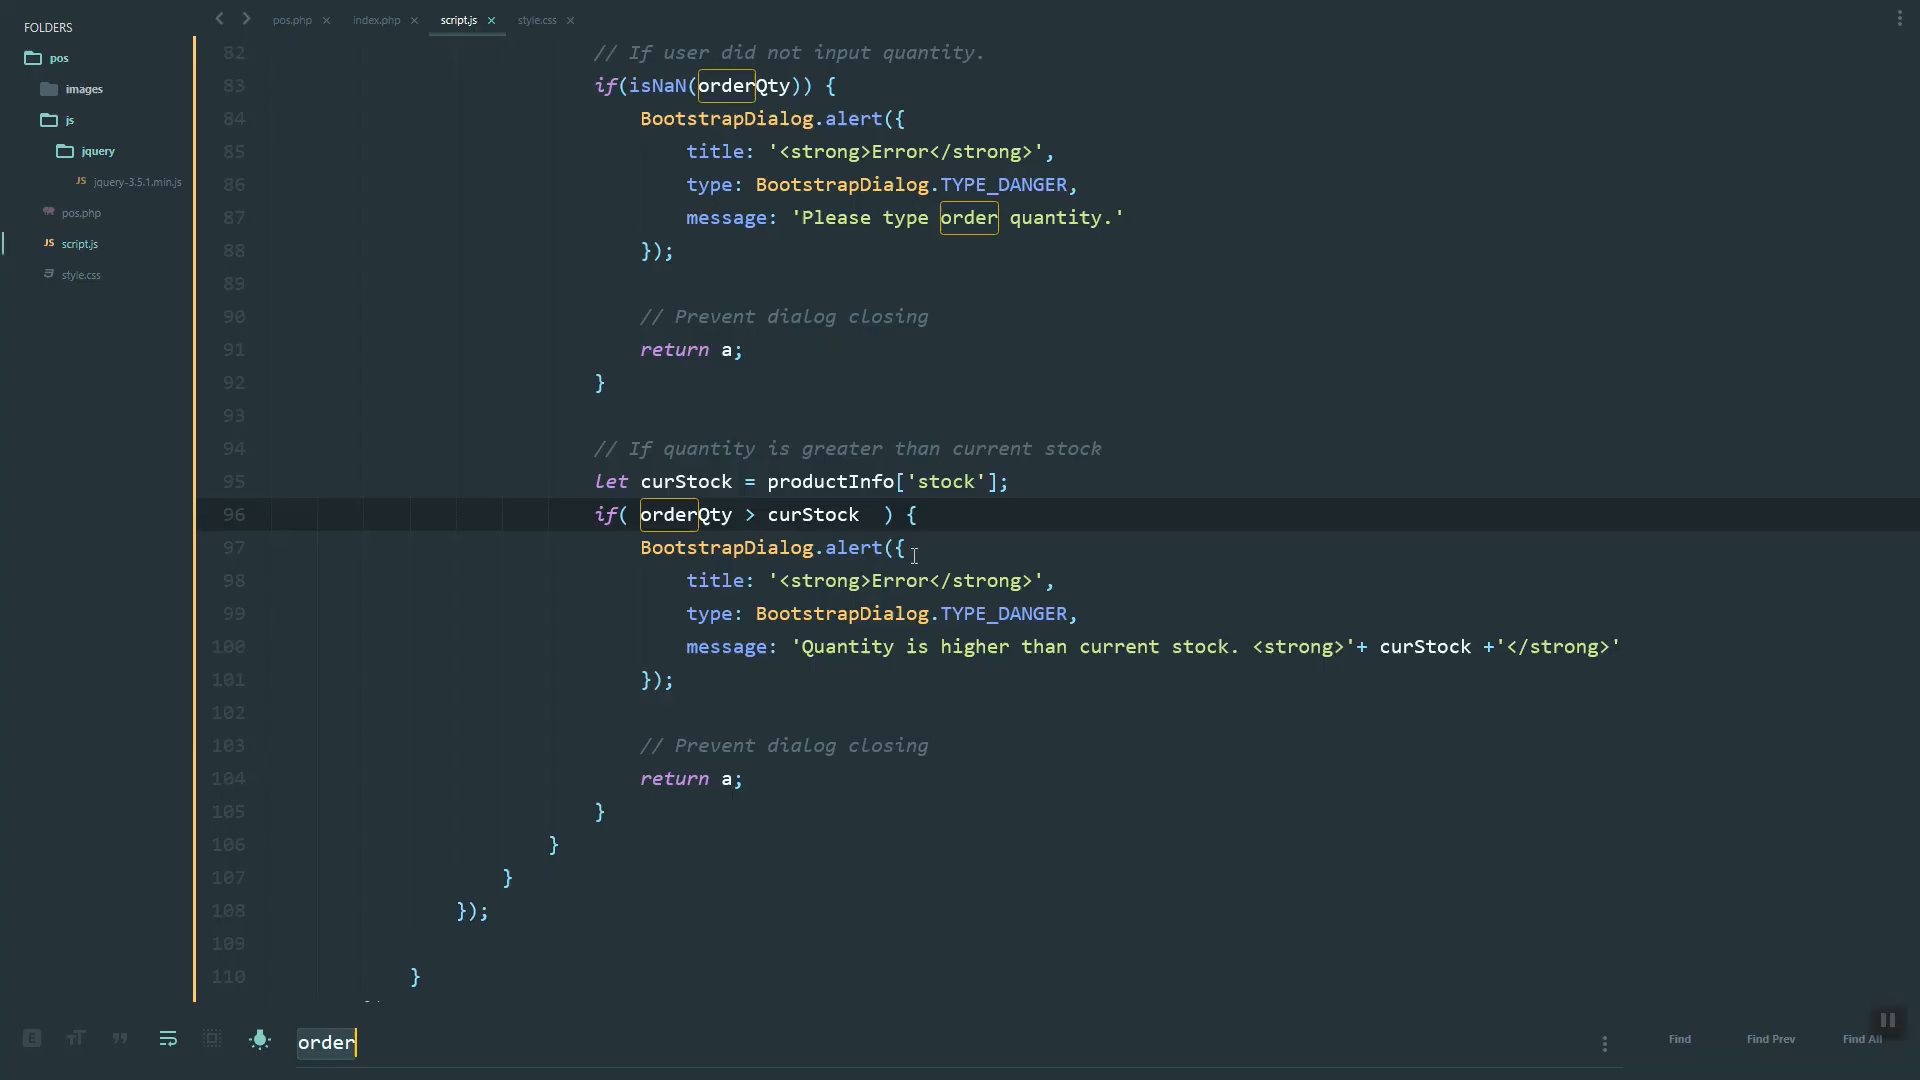 FOLDERS
pos
images
js
jquery
JS jquery-3.5.1.min.js
pos.php
JS script.js
style.css
pos.php × index.php × script.js × style.css ×
82 // If user did not input quantity.
83 if(isNaN(orderQty)) {
84 BootstrapDialog.alert({
85 title: '<strong>Error</strong>',
86 type: BootstrapDialog.TYPE_DANGER,
87 message: 'Please type order quantity.'
88 });
89
90 // Prevent dialog closing
91 return a;
92 }
93
94 // If quantity is greater than current stock
95 let curStock = productInfo['stock'];
96 if( orderQty > curStock  ) {
97 BootstrapDialog.alert({
98 title: '<strong>Error</strong>',
99 type: BootstrapDialog.TYPE_DANGER,
100 message: 'Quantity is higher than current stock. <strong>'+ curStock +'</strong>'
101 });
102
103 // Prevent dialog closing
104 return a;
105 }
106 }
107 }
108 });
109
110 }
order
Find Find Prev Find All